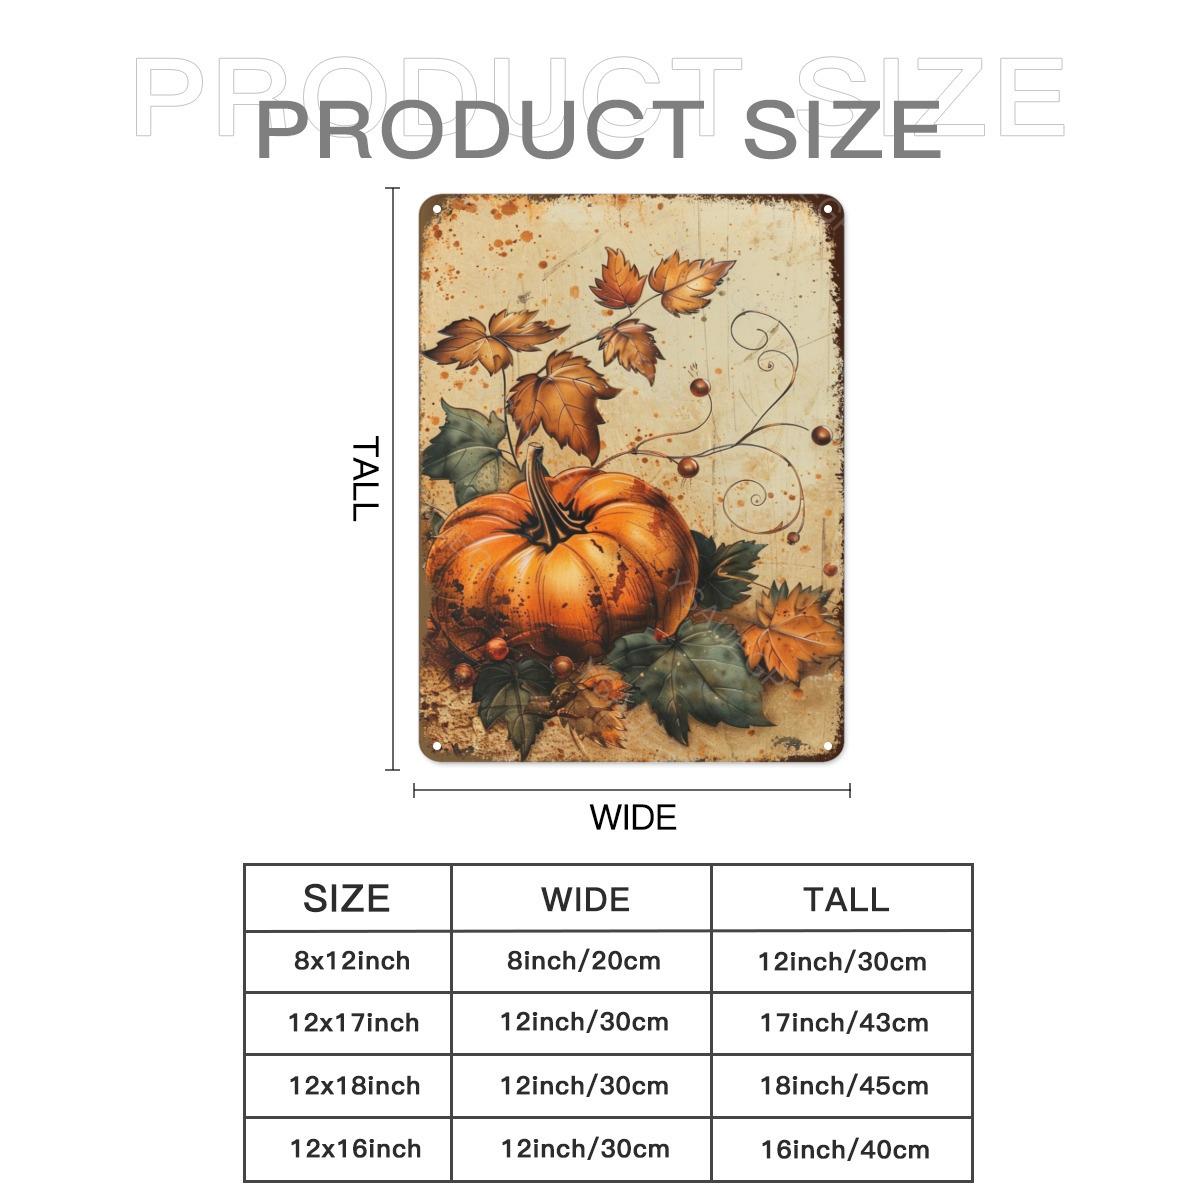 PRODUCT SIZE
PRODUCT SIZE
TALL
WIDE
SIZE WIDE TALL
8x12inch 8inch/20cm 12inch/30cm
12x17inch 12inch/30cm 17inch/43cm
12x18inch 12inch/30cm 18inch/45cm
12x16inch 12inch/30cm 16inch/40cm